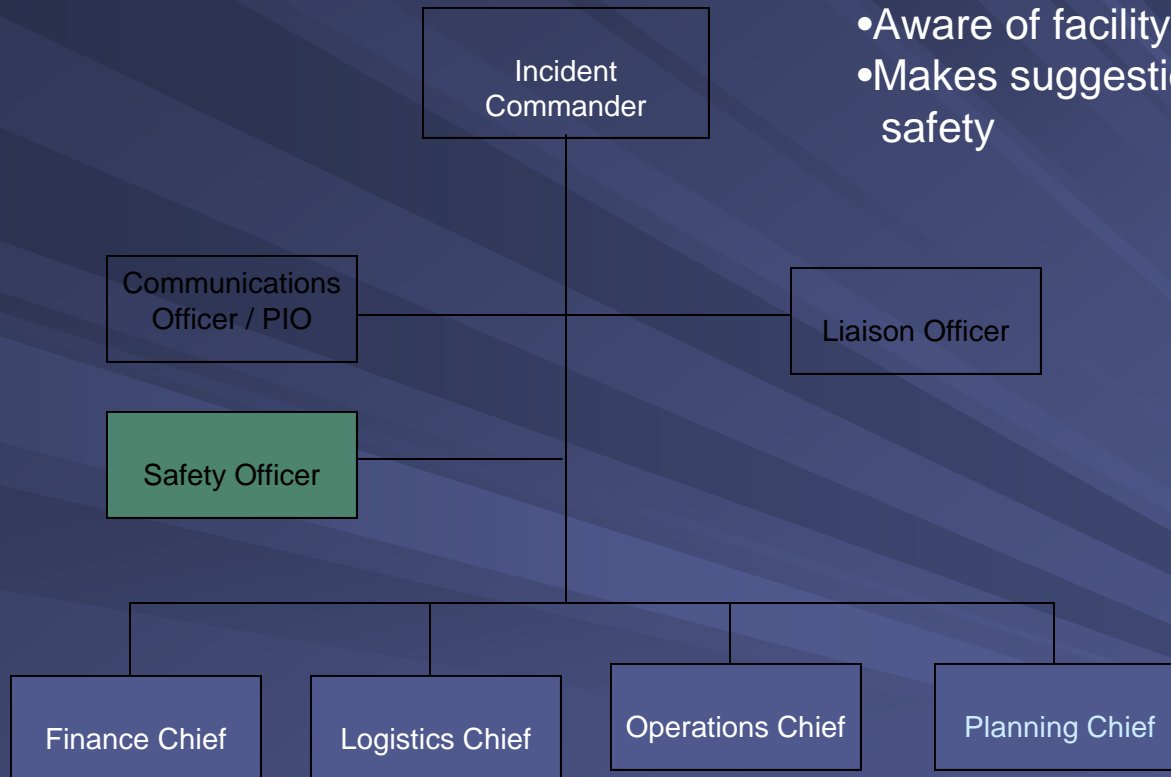 •Aware of facility
•Makes suggestio
safety
Incident
Commander
Communications
Officer / PIO
Liaison Officer
Safety Officer
Finance Chief
Logistics Chief
Operations Chief
Planning Chief